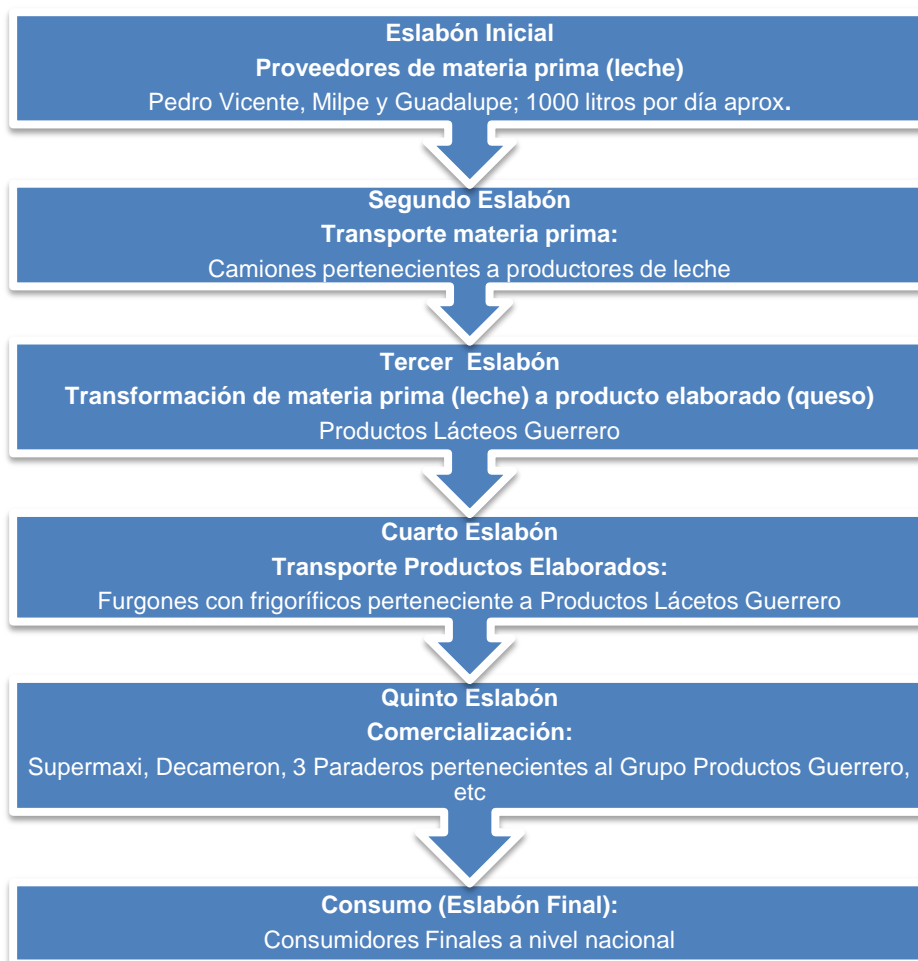 Eslabón Inicial
Proveedores de materia prima (leche)
Pedro Vicente, Milpe y Guadalupe; 1000 litros por día aprox.
Segundo Eslabón
Transporte materia prima:
Camiones pertenecientes a productores de leche
Tercer Eslabón
Transformación de materia prima (leche) a producto elaborado (queso)
Productos Lácteos Guerrero
Cuarto Eslabón
Transporte Productos Elaborados:
Furgones con frigoríficos perteneciente a Productos Lácetos Guerrero
Quinto Eslabón
Comercialización:
Supermaxi, Decameron, 3 Paraderos pertenecientes al Grupo Productos Guerrero,
etc
Consumo (Eslabón Final):
Consumidores Finales a nivel nacional